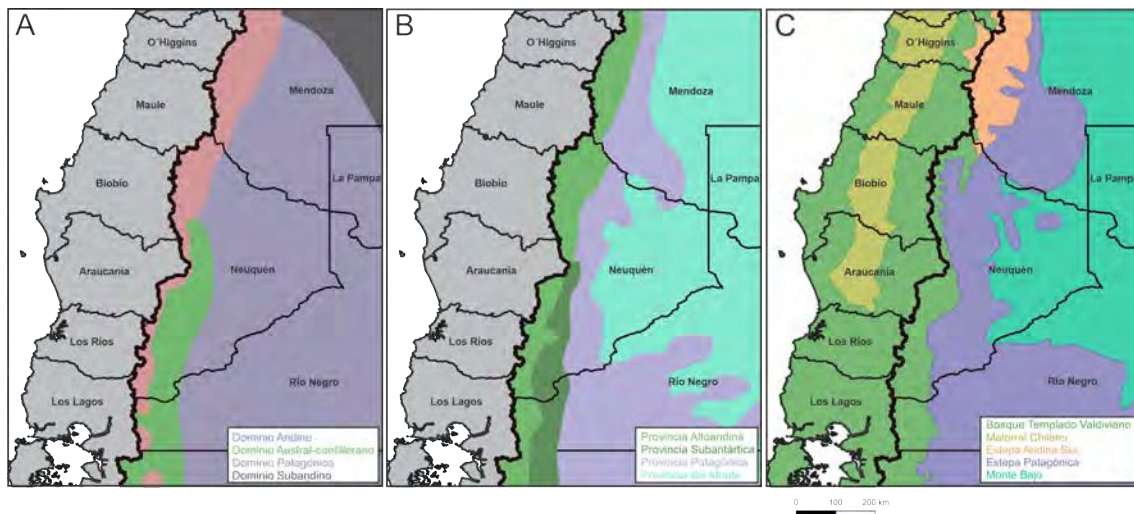 A
O'Higgins
Maule
Mendoza
La Pampa
Biobío
Neuquén
Araucanía
Los Ríos
Río Negro
Los Lagos
Dominio Andino
Dominio Austral-cordillerano
Dominio Patagónico
Dominio Subandino
B
O'Higgins
Maule
Mendoza
La Pampa
Biobío
Neuquén
Araucanía
Los Ríos
Río Negro
Los Lagos
Provincia Altoandina
Provincia Subantártica
Provincia Patagónica
Provincia del Monte
C
O'Higgins
Maule
Mendoza
La Pampa
Biobío
Neuquén
Araucanía
Los Ríos
Río Negro
Los Lagos
Bosque Templado Valdiviano
Matorral Chileno
Estepa Andina Sur
Estepa Patagónica
Monte Bajo
0 100 200 km